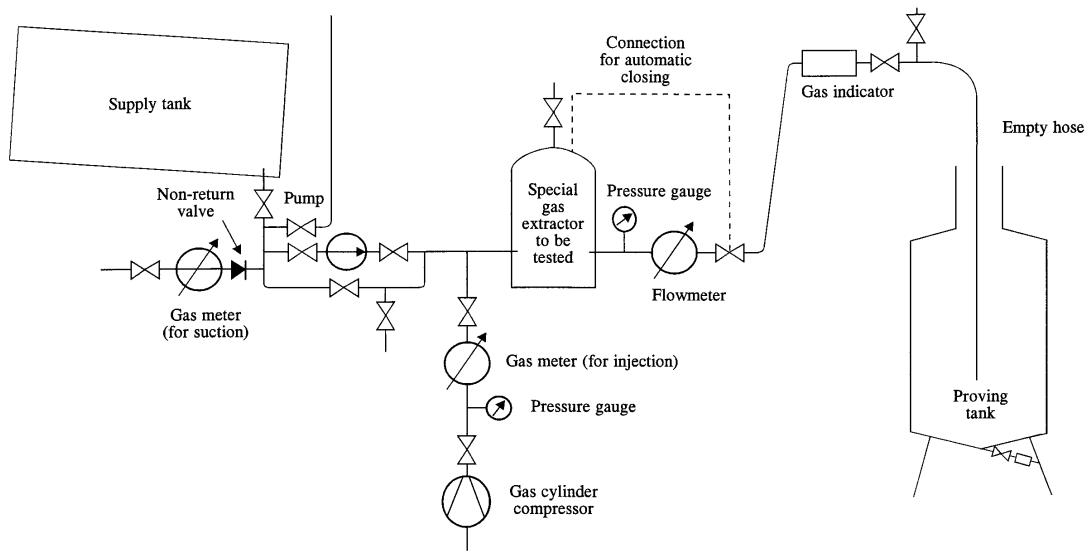 Supply tank
Non-return
valve
Pump
Gas meter
(for suction)
Connection
for automatic
closing
Special
gas
extractor
to be
tested
Pressure gauge
Flowmeter
Gas indicator
Empty hose
Gas meter (for injection)
Pressure gauge
Gas cylinder
compressor
Proving
tank